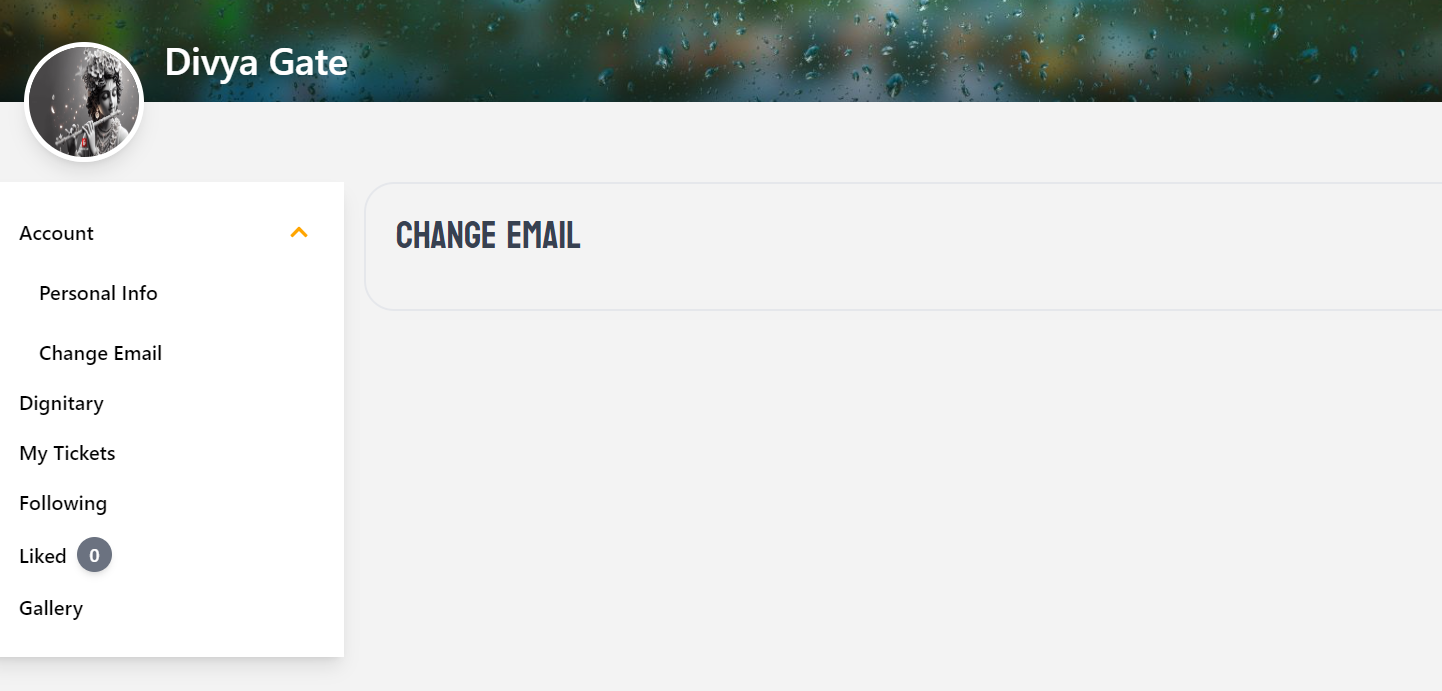 Divya Gate
Account
Personal Info
Change Email
Dignitary
My Tickets
Following
Liked 0
Gallery
CHANGE EMAIL